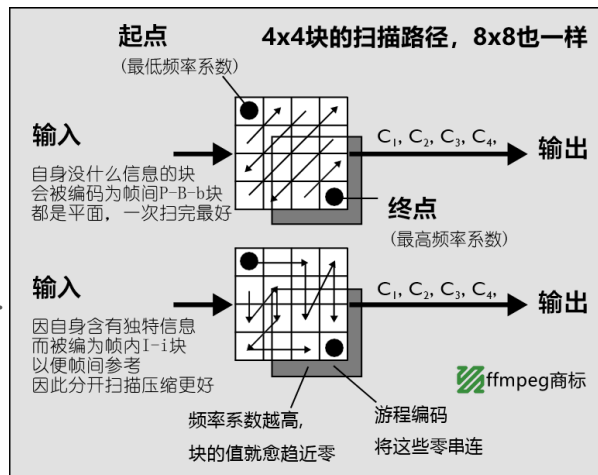 起点
4x4块的扫描路径，8x8也一样
(最低频率系数)
输入
C₁, C₂, C₃, C₄,
输出
自身没什么信息的块
会被编码为帧间P-B-b块
都是平面，一次扫完最好
终点
(最高频率系数)
输入
C₁, C₂, C₃, C₄,
输出
因自身含有独特信息
而被编为帧内I-i块
以便帧间参考
因此分开扫描压缩更好
ffmpeg商标
频率系数越高,
块的值就愈趋近零
游程编码
将这些零串连